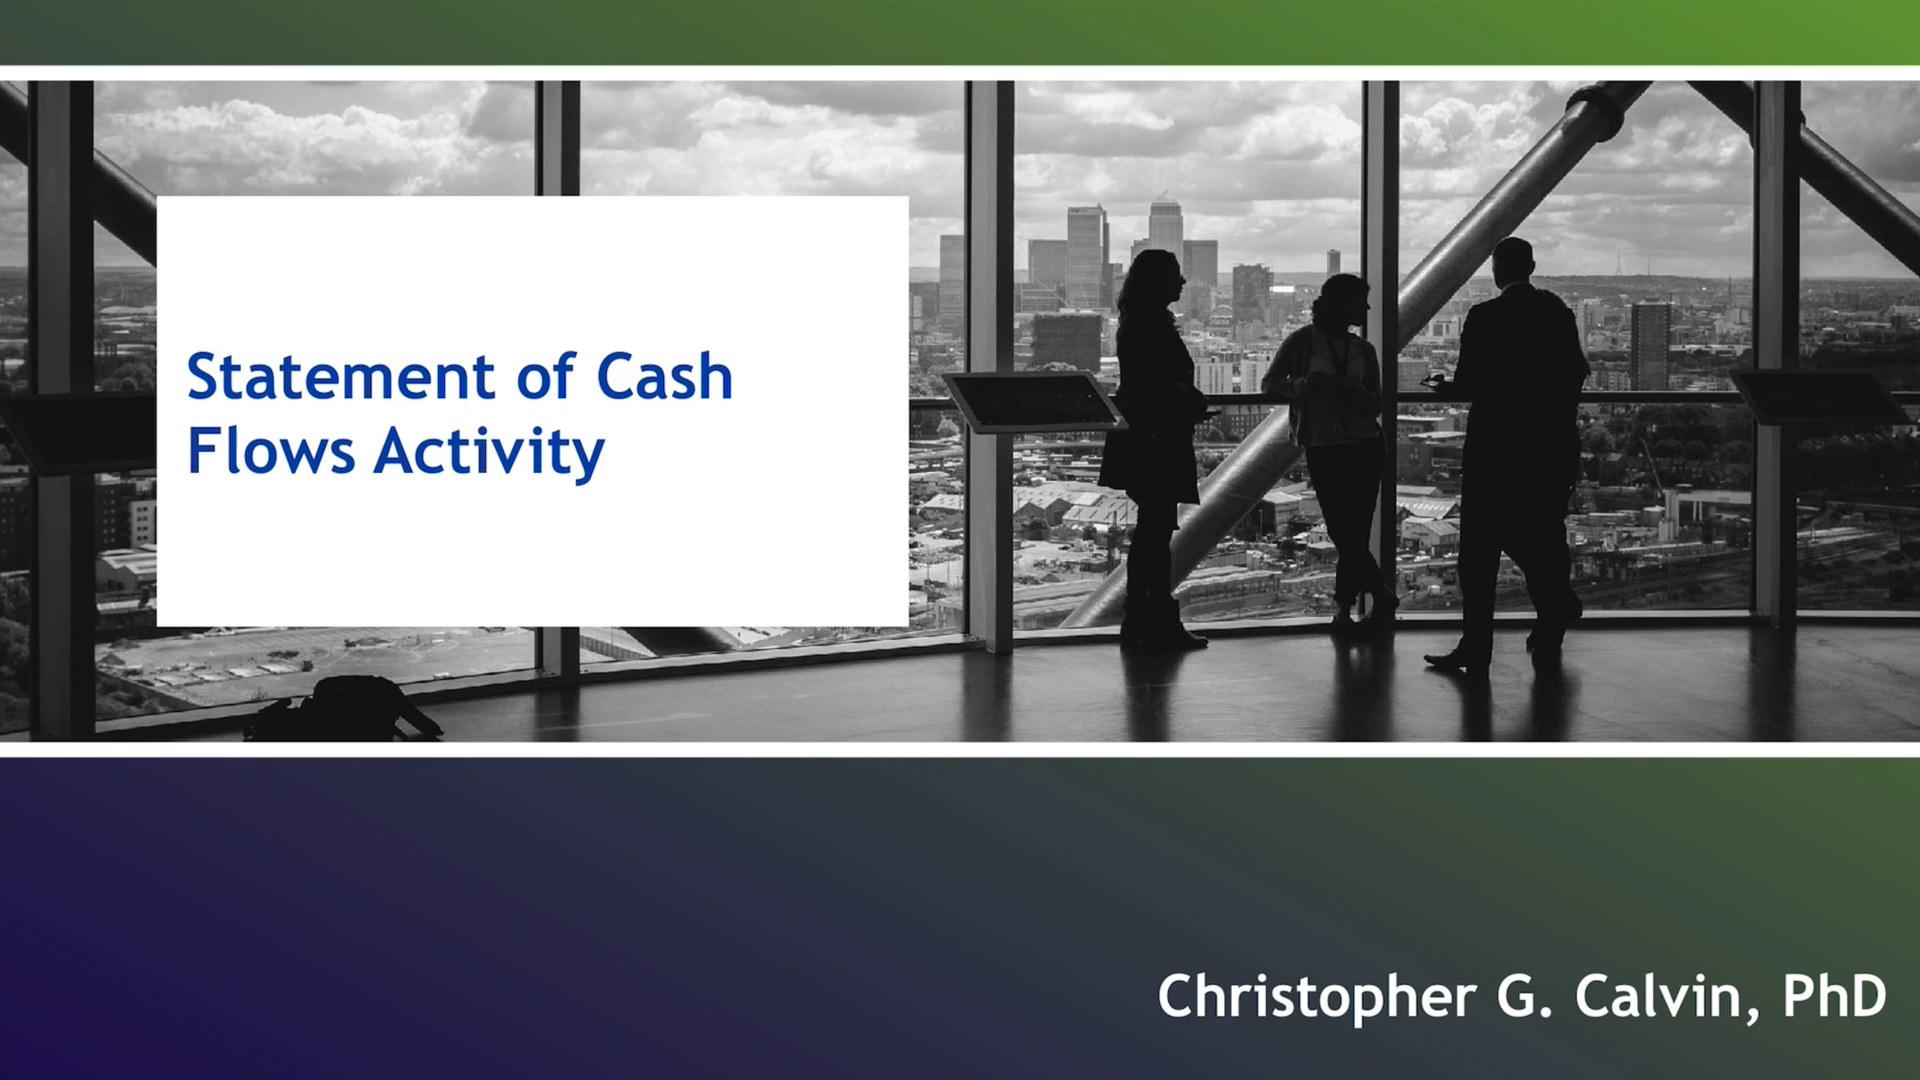 Statement of Cash
Flows Activity
Christopher G. Calvin, PhD